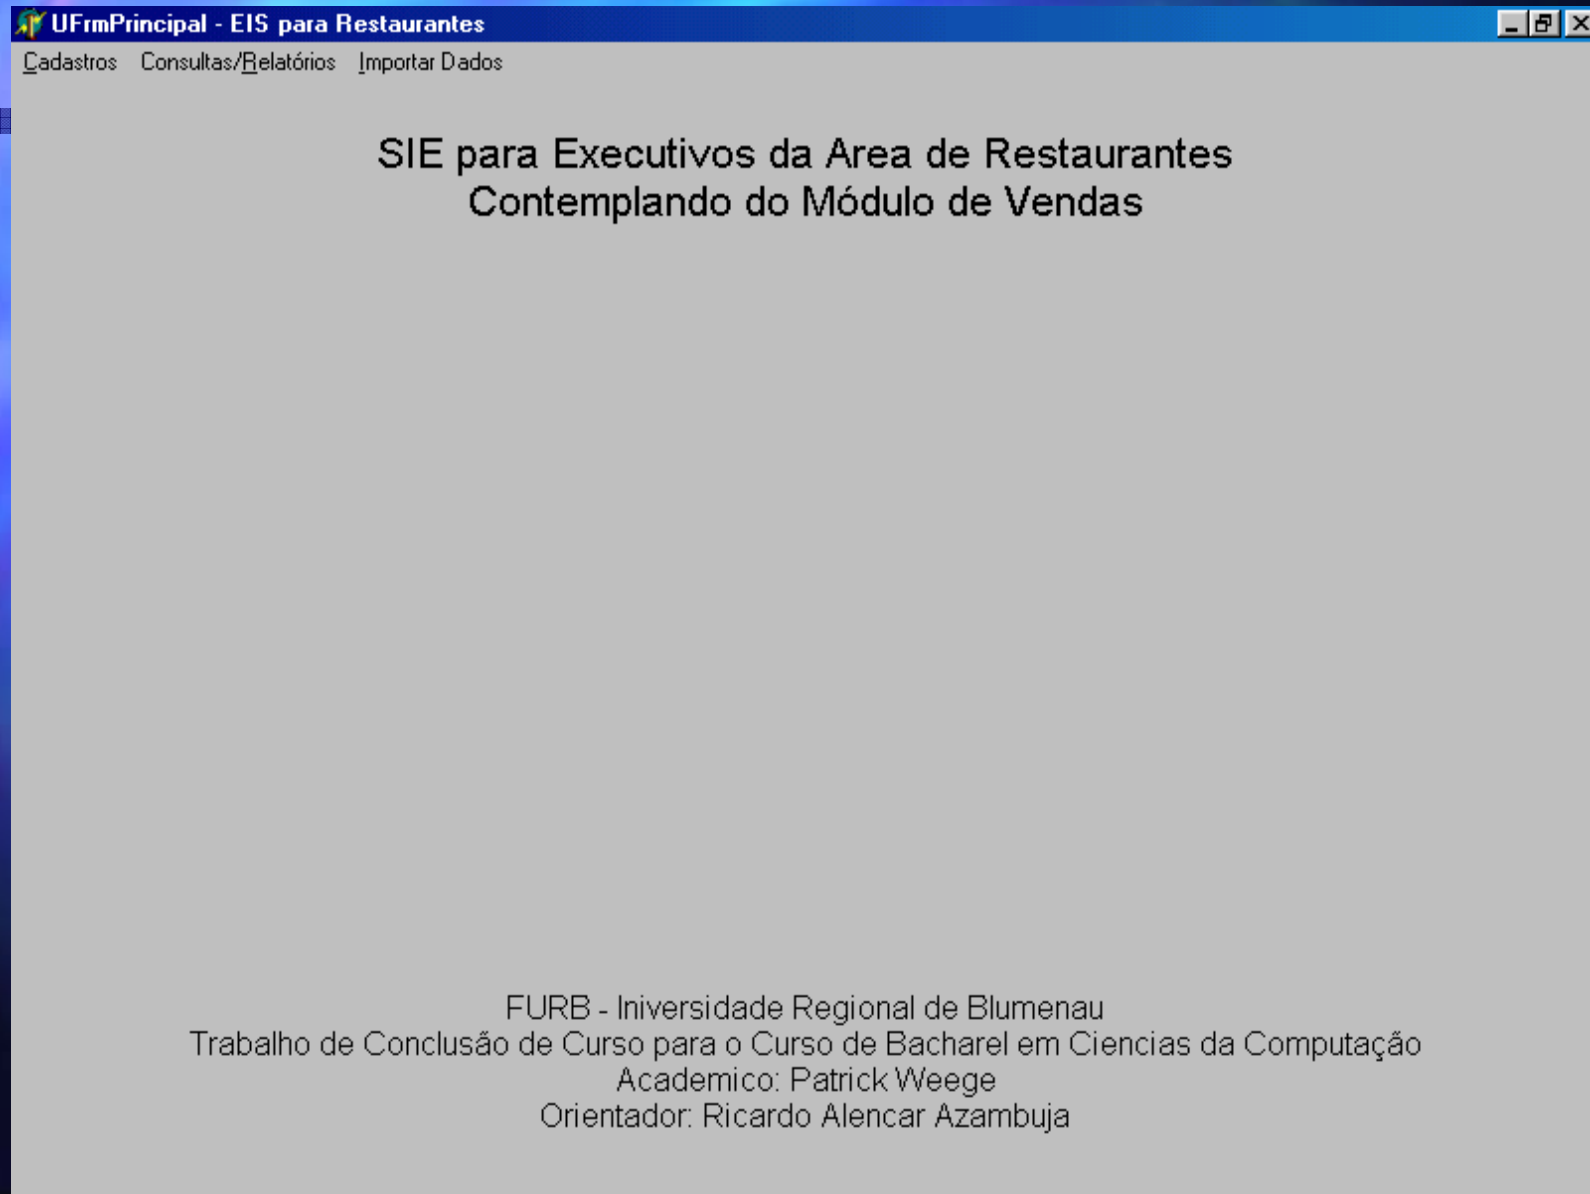 UFrmPrincipal - EIS para Restaurantes
Cadastros Consultas/Relatórios Importar Dados
SIE para Executivos da Area de Restaurantes
Contemplando do Módulo de Vendas
FURB - Iniversidade Regional de Blumenau
Trabalho de Conclusão de Curso para o Curso de Bacharel em Ciencias da Computação
Academico: Patrick Weege
Orientador: Ricardo Alencar Azambuja